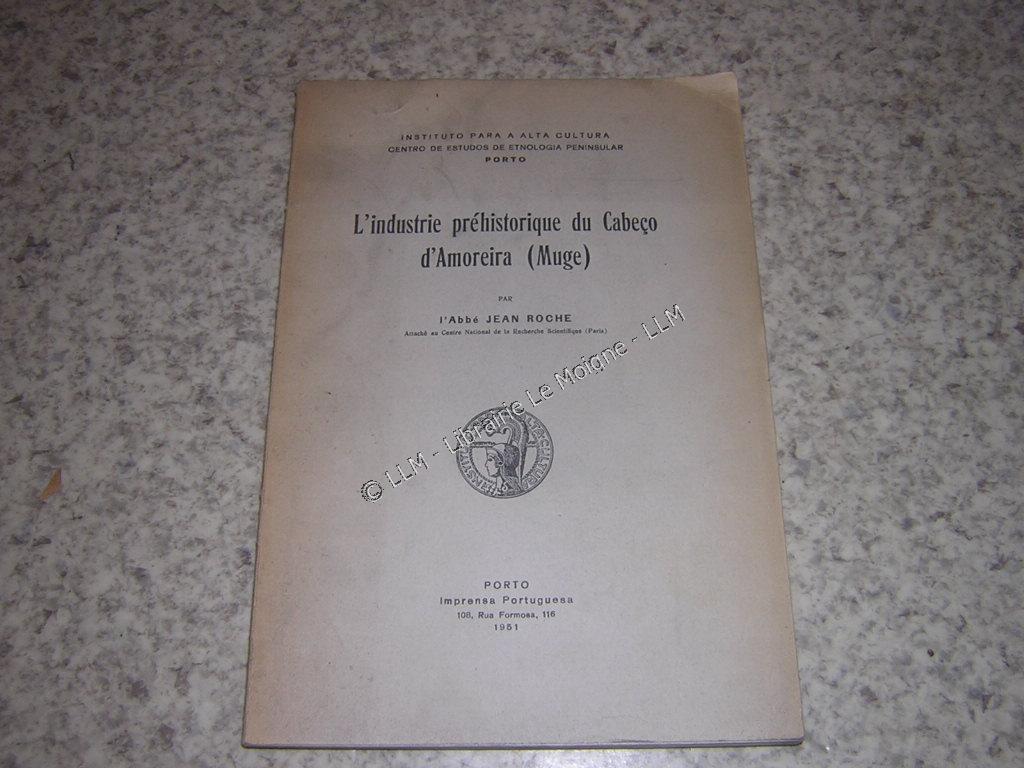 INSTITUTO PARA A ALTA CULTURA
CENTRO DE ESTUDOS DE ETNOLOGIA PENINSULAR
PORTO
L'industrie préhistorique du Cabeço
d'Amoreira (Muge)
PAR
l'Abbé JEAN ROCHE
Attaché au Centre National de la Recherche Scientifique (Paris)
© LLM - Librairie Le Moigne - LLM
PORTO
Imprensa Portuguesa
108, Rua Formosa, 116
1951